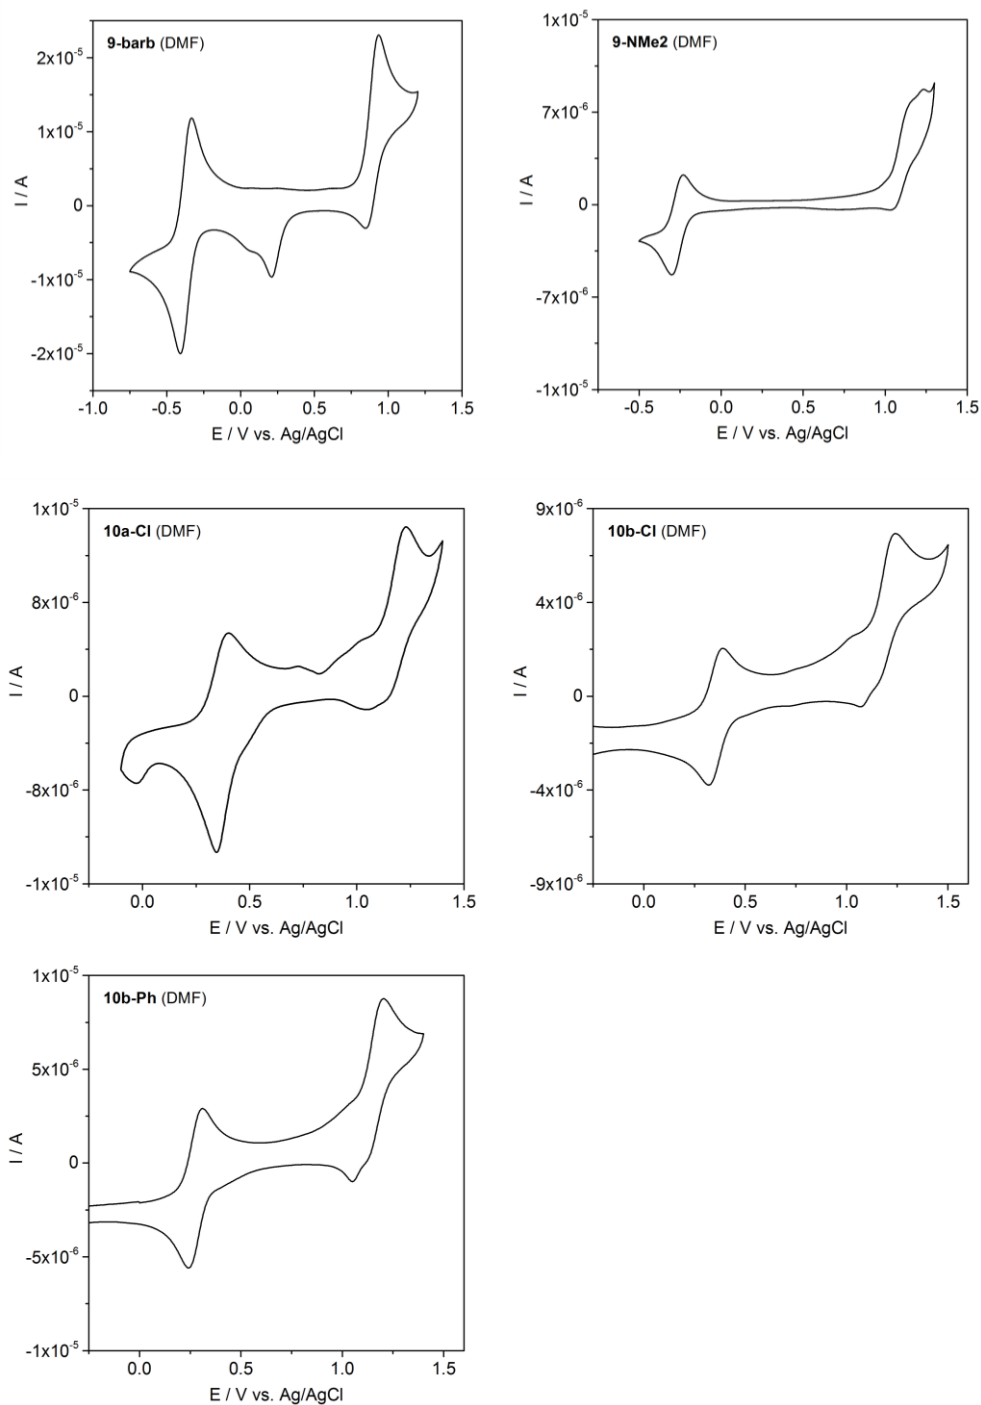 9-barb (DMF)
2x10-5
1x10-5
0
-1x10-5
-2x10-5
I / A
-1.0 -0.5 0.0 0.5 1.0 1.5
E / V vs. Ag/AgCl
9-NMe2 (DMF)
1x10-5
7x10-6
0
-7x10-6
-1x10-5
I / A
-0.5 0.0 0.5 1.0 1.5
E / V vs. Ag/AgCl
10a-Cl (DMF)
1x10-5
8x10-6
0
-8x10-6
-1x10-5
I / A
0.0 0.5 1.0 1.5
E / V vs. Ag/AgCl
10b-Cl (DMF)
9x10-6
4x10-6
0
-4x10-6
-9x10-6
I / A
0.0 0.5 1.0 1.5
E / V vs. Ag/AgCl
10b-Ph (DMF)
1x10-5
5x10-6
0
-5x10-6
-1x10-5
I / A
0.0 0.5 1.0 1.5
E / V vs. Ag/AgCl